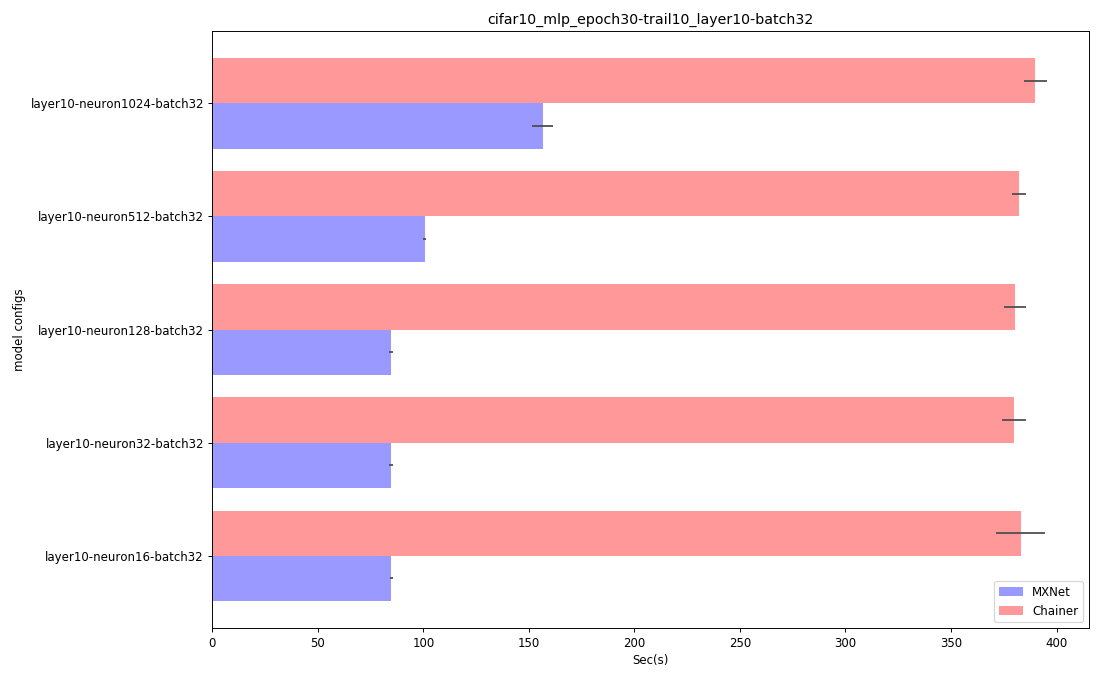 cifar10_mlp_epoch30-trail10_layer10-batch32
model configs
layer10-neuron1024-batch32
layer10-neuron512-batch32
layer10-neuron128-batch32
layer10-neuron32-batch32
layer10-neuron16-batch32
MXNet
Chainer
0 50 100 150 200 250 300 350 400
Sec(s)